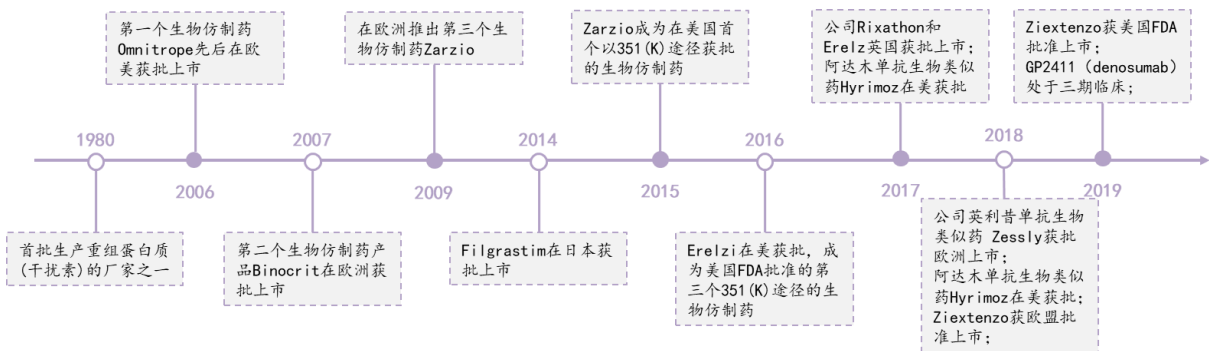 第一个生物仿制药
Omnitrope先后在欧
美获批上市
在欧洲推出第三个生
物仿制药Zarzio
Zarzio成为在美国首
个以351(K)途径获批
的生物仿制药
公司Rixathon和
Erelz英国获批上市；
阿达木单抗生物类似
药Hyrimoz在美获批
Ziextenzo获美国FDA
批准上市；
GP2411（denosumab）
处于三期临床；
1980
2007
2014
2016
2018
2006
2009
2015
2017
2019
首批生产重组蛋白质
(干扰素)的厂家之一
第二个生物仿制药产
品Binocrit在欧洲获
批上市
Filgrastim在日本获
批上市
Erelzi在美获批，成
为美国FDA批准的第
三个351(K)途径的生
物仿制药
公司英利昔单抗生物
类似药 Zessly获批
欧洲上市；
阿达木单抗生物类似
药Hyrimoz在美获批；
Ziextenzo获欧盟批
准上市；